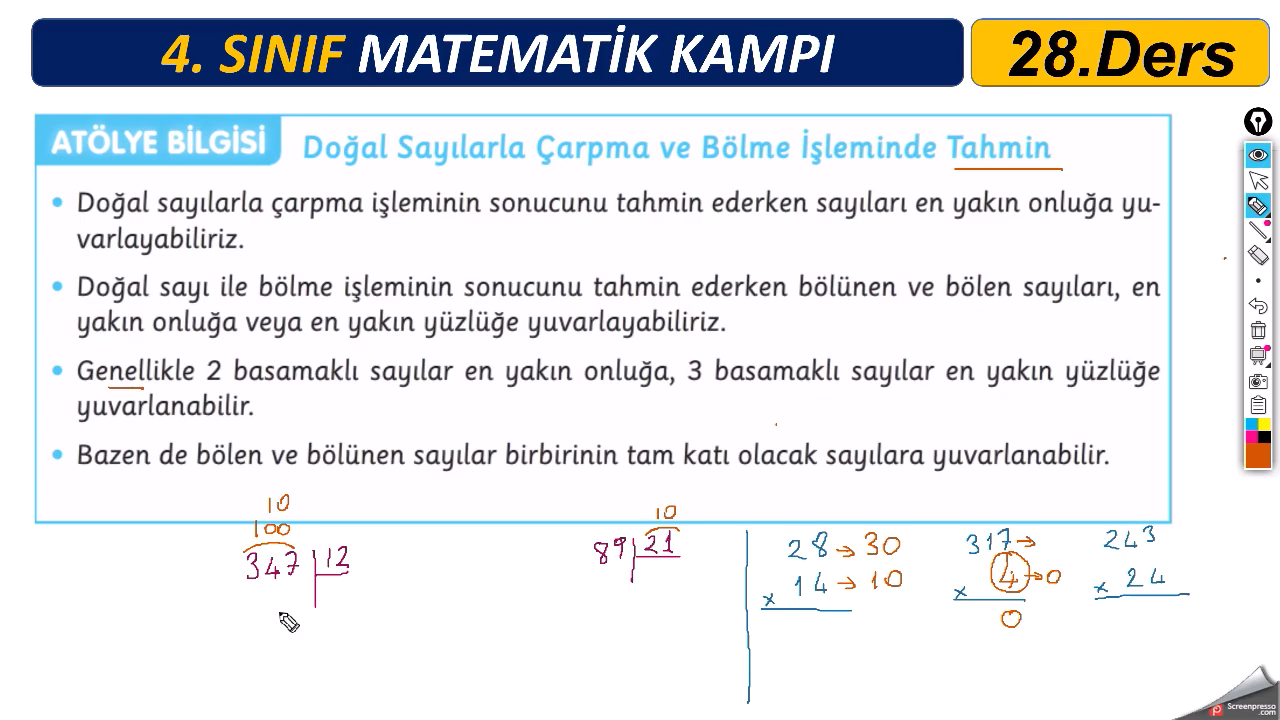 4. SINIF MATEMATİK KAMPI
28.Ders
ATÖLYE BİLGİSİ
Doğal Sayılarla Çarpma ve Bölme İşleminde Tahmin
• Doğal sayılarla çarpma işleminin sonucunu tahmin ederken sayıları en yakın onluğa yu-
varlayabiliriz.
• Doğal sayı ile bölme işleminin sonucunu tahmin ederken bölünen ve bölen sayıları, en
yakın onluğa veya en yakın yüzlüğe yuvarlayabiliriz.
• Genellikle 2 basamaklı sayılar en yakın onluğa, 3 basamaklı sayılar en yakın yüzlüğe
yuvarlanabilir.
• Bazen de bölen ve bölünen sayılar birbirinin tam katı olacak sayılara yuvarlanabilir.
10
100
347 12
10
89 21
28 → 30
x 14 → 10
317 →
x 4 → 0
0
243
x 24
Screenpresso
.com